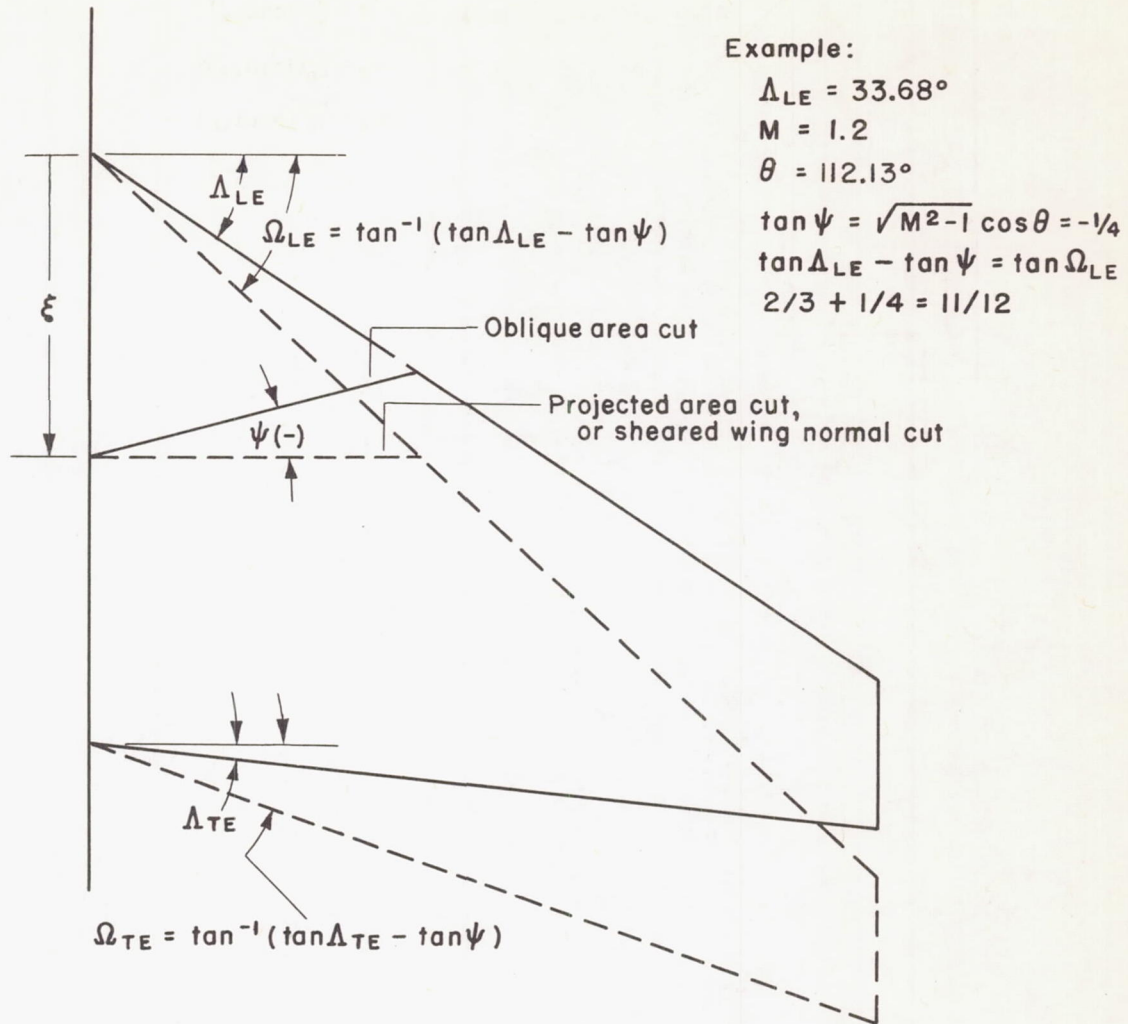 Example:
Λ_LE = 33.68°
M = 1.2
θ = 112.13°
tan ψ = √M²-1 cos θ = -1/4
tan Λ_LE - tan ψ = tan Ω_LE
2/3 + 1/4 = 11/12
Λ_LE
Ω_LE = tan⁻¹ (tan Λ_LE - tan ψ)
ξ
Oblique area cut
Projected area cut,
or sheared wing normal cut
ψ(-)
Λ_TE
Ω_TE = tan⁻¹ (tan Λ_TE - tan ψ)